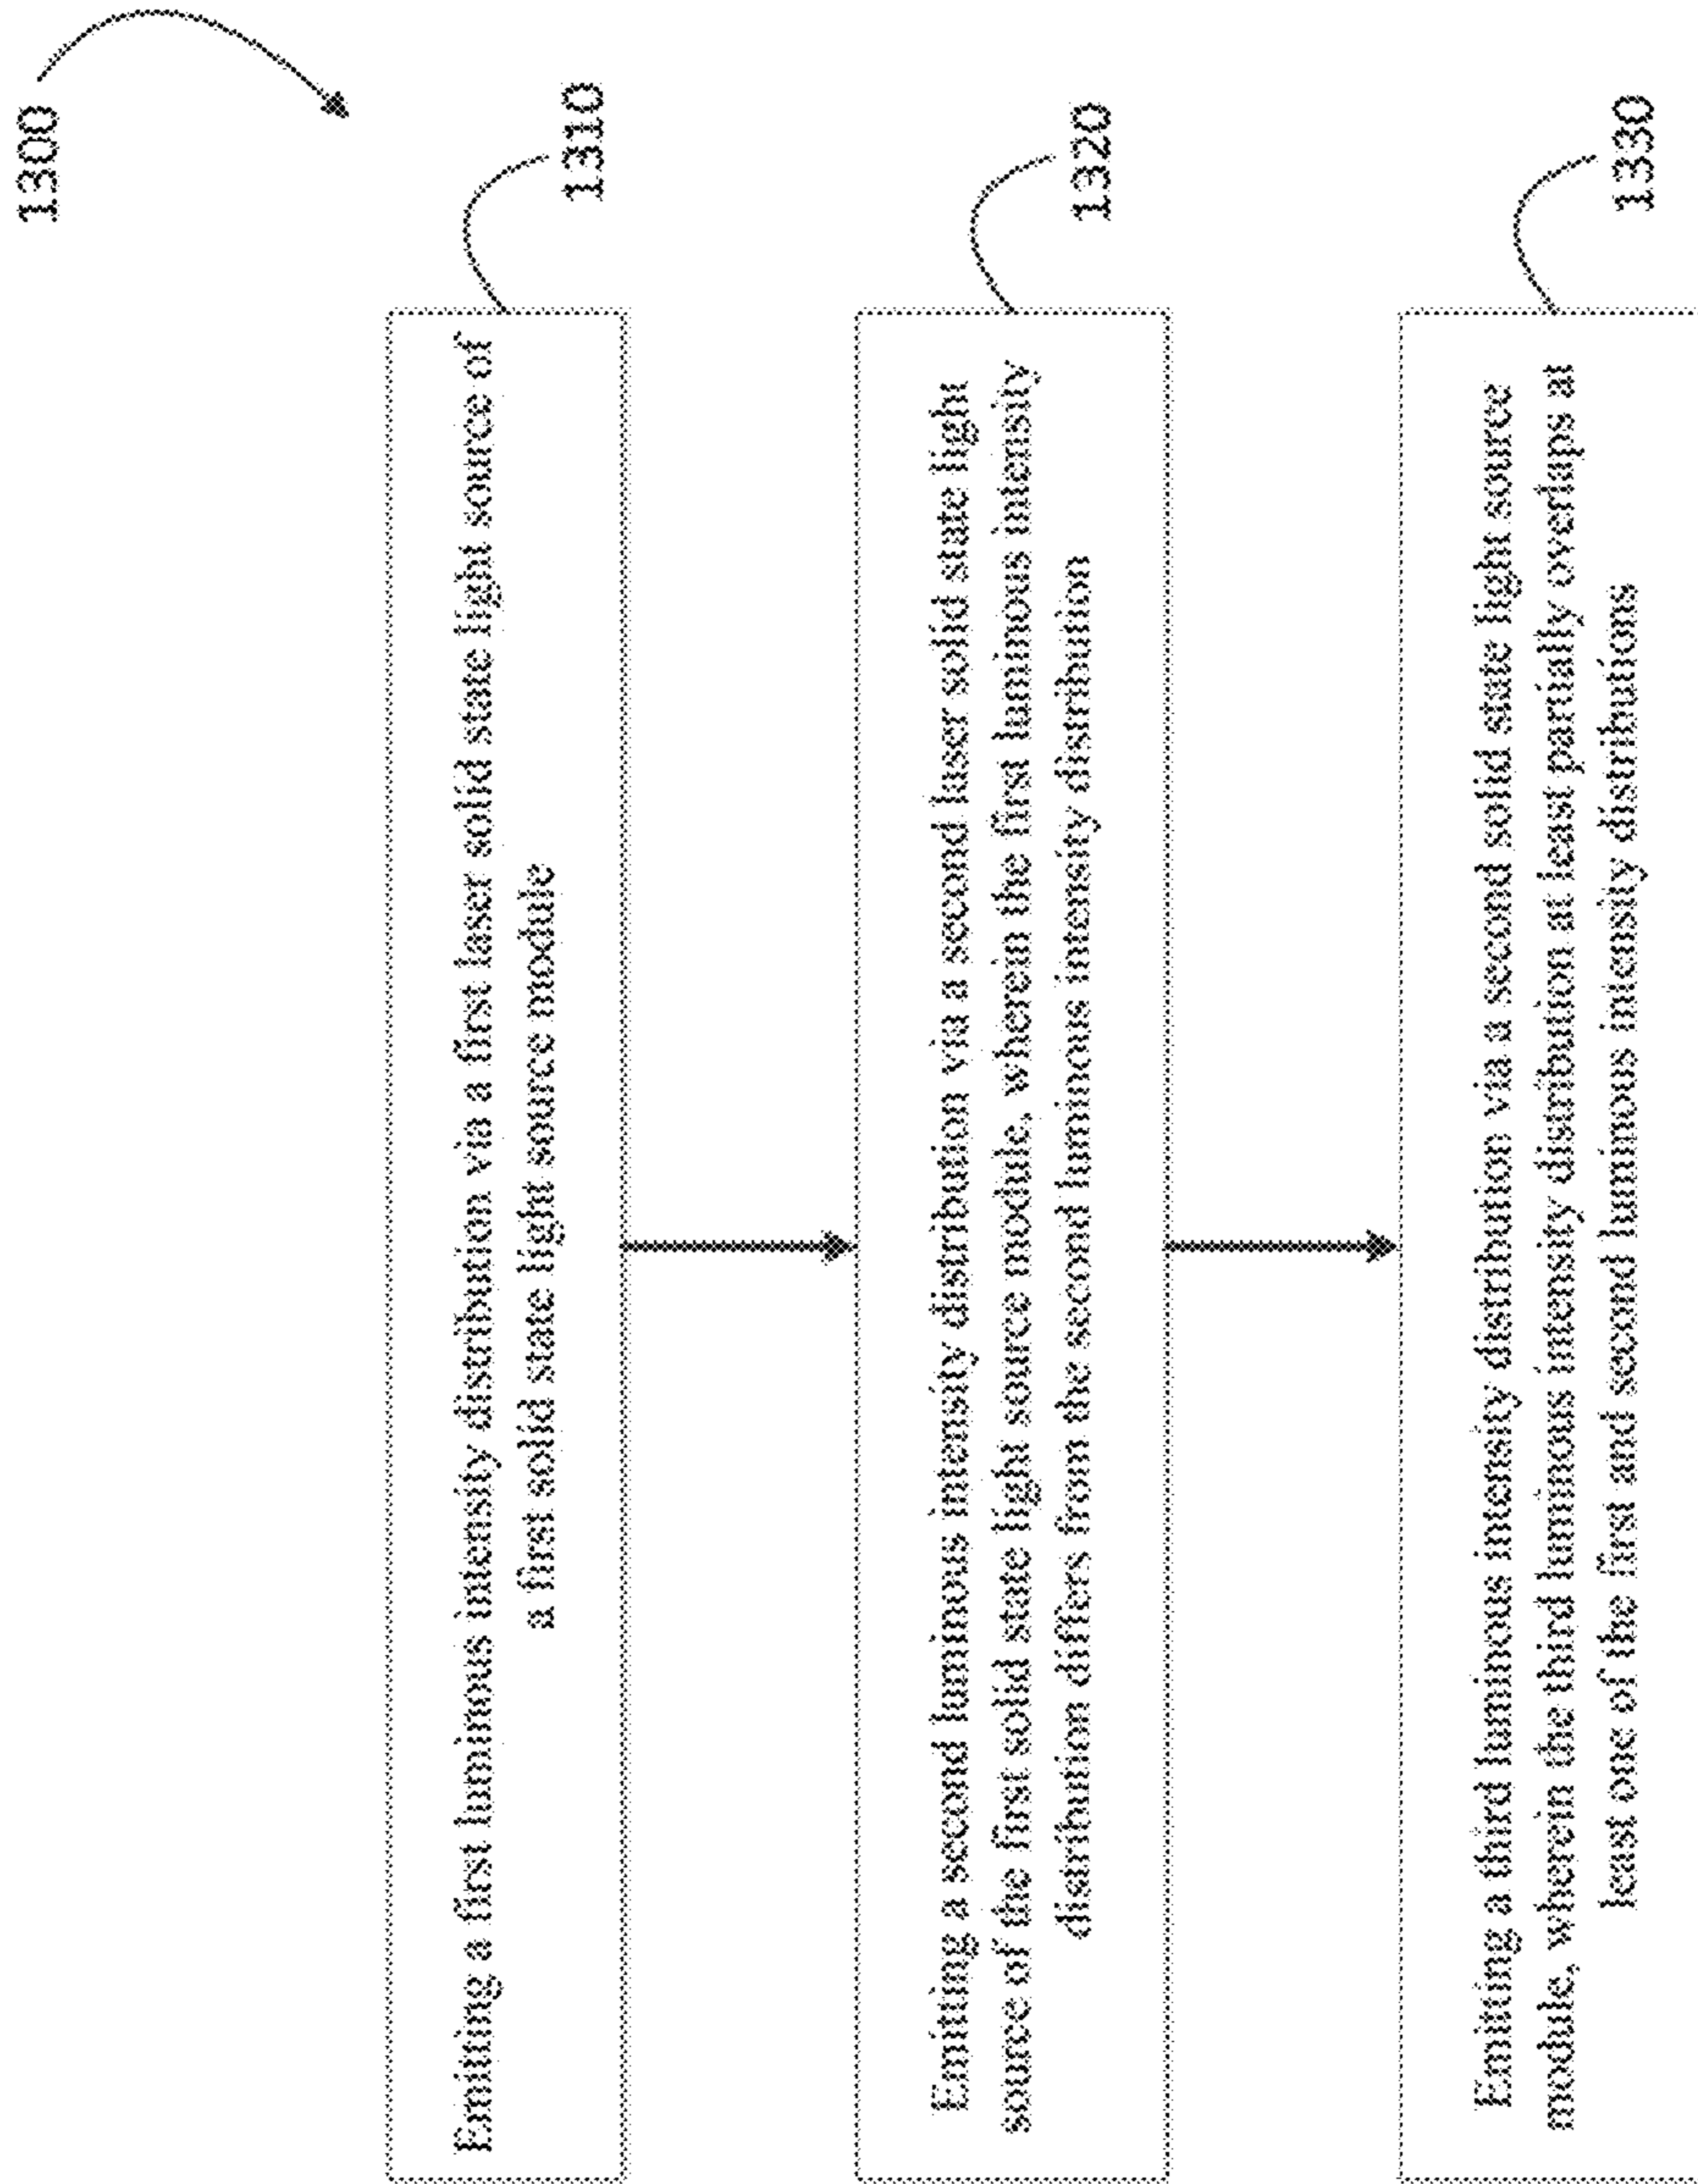 1300
Emitting a first luminous intensity distribution via a first laser solid state light source of
a first solid state light source module
1310
Emitting a second luminous intensity distribution via a second laser solid state light
source of the first solid state light source module, wherein the first luminous intensity
distribution differs from the second luminous intensity distribution
1320
Emitting a third luminous intensity distribution via a second solid state light source
module, wherein the third luminous intensity distribution at least partially overlaps at
least one of the first and second luminous intensity distributions
1330